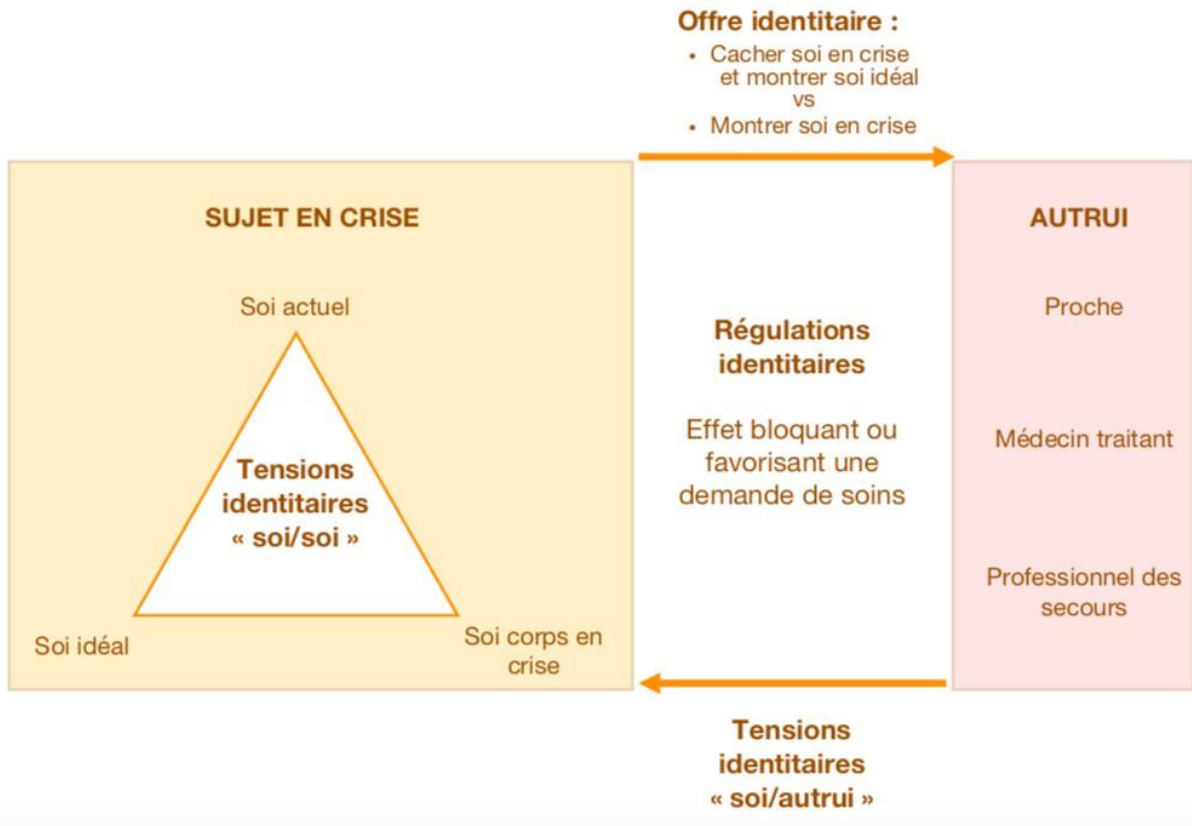 Offre identitaire :
• Cacher soi en crise
et montrer soi idéal
vs
• Montrer soi en crise
SUJET EN CRISE
Soi actuel
Tensions
identitaires
« soi/soi »
Soi idéal
Soi corps en
crise
Régulations
identitaires
Effet bloquant ou
favorisant une
demande de soins
AUTRUI
Proche
Médecin traitant
Professionnel des
secours
Tensions
identitaires
« soi/autrui »